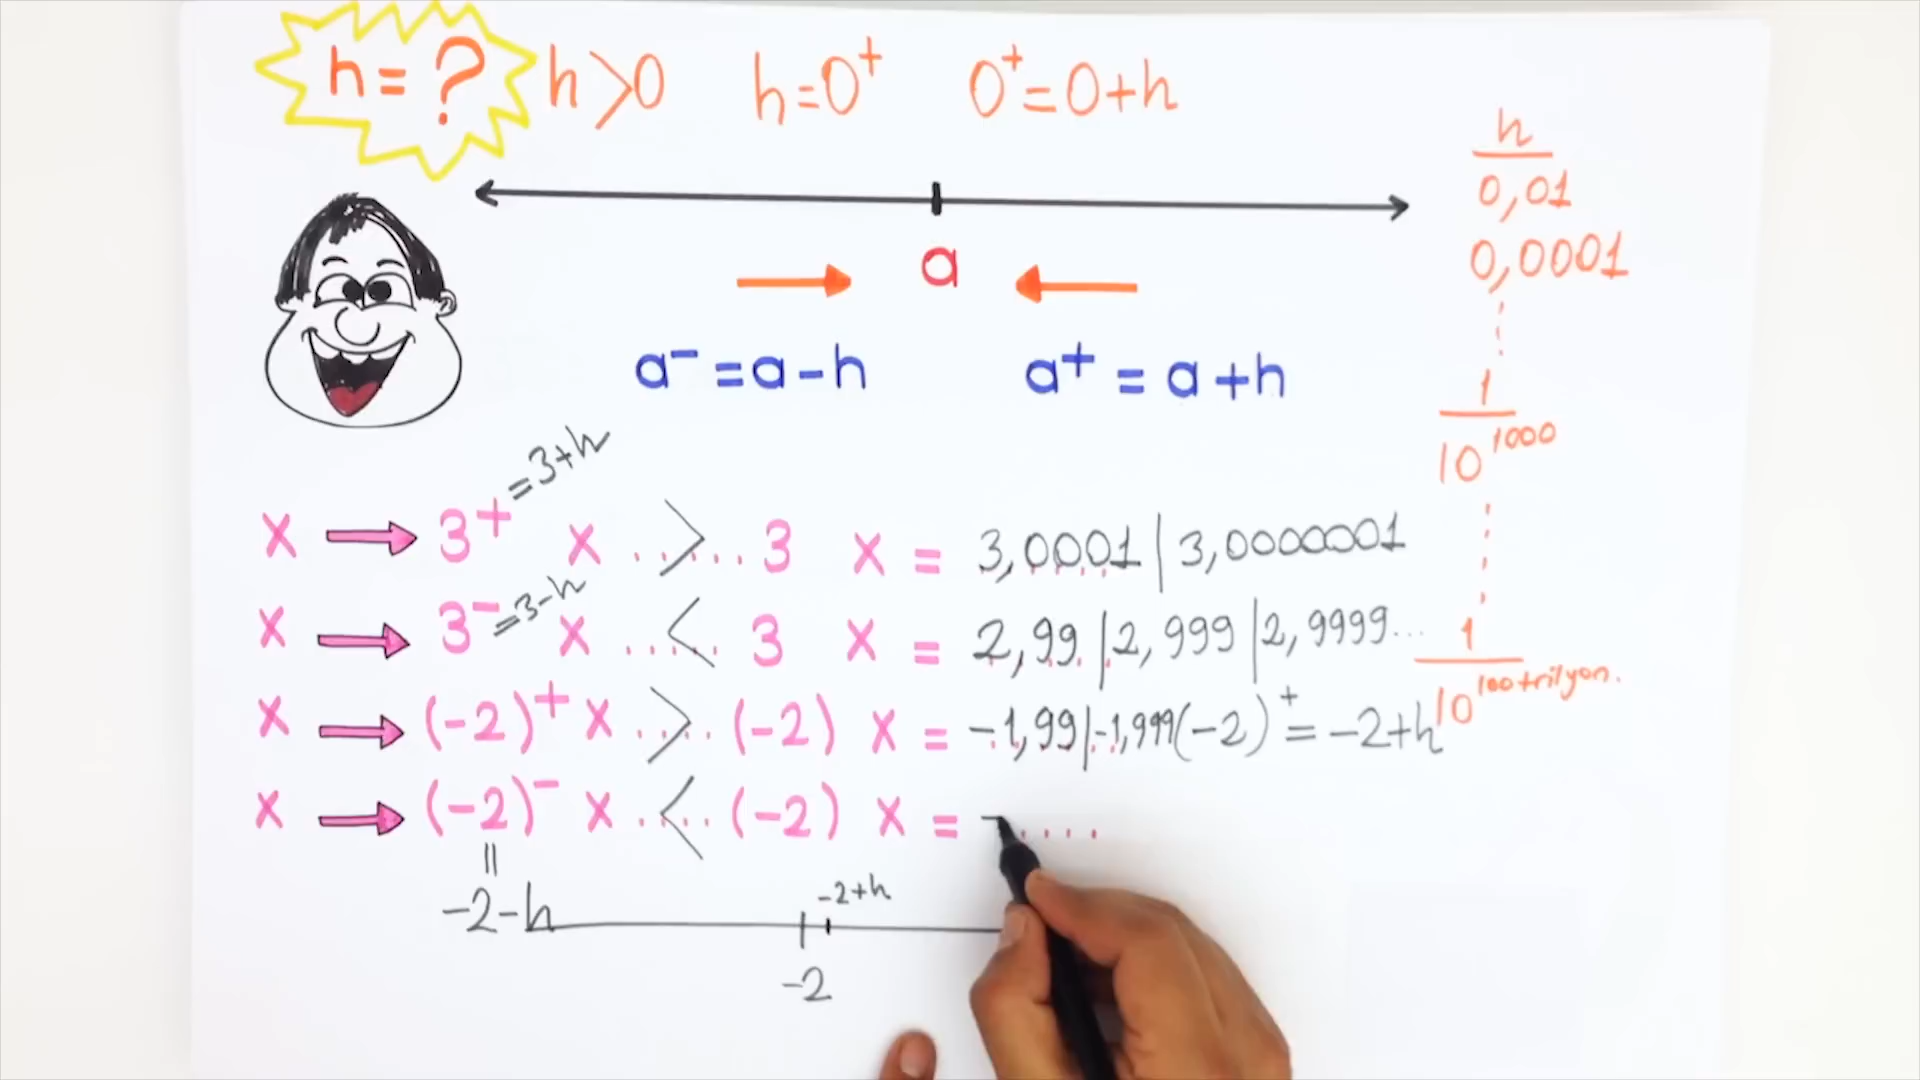 h = ? h > 0 h = 0⁺ 0⁺ = 0 + h
h
0,01
0,0001
a
a⁻ = a - h a⁺ = a + h
1
10¹⁰⁰⁰
= 3 + h
x → 3⁺ x ..>.. 3 x = 3,0001 | 3,0000001
= 3 - h
x → 3⁻ x ..<.. 3 x = 2,99 | 2,999 | 2,9999...
1
10¹⁰⁰ᵗʳⁱˡʸᵒⁿ.
x → (-2)⁺ x ..>.. (-2) x = -1,99 | -1,999 (-2)⁺ = -2 + h
x → (-2)⁻ x ..<.. (-2) x = - ....
=
-2 - h
-2 + h
-2